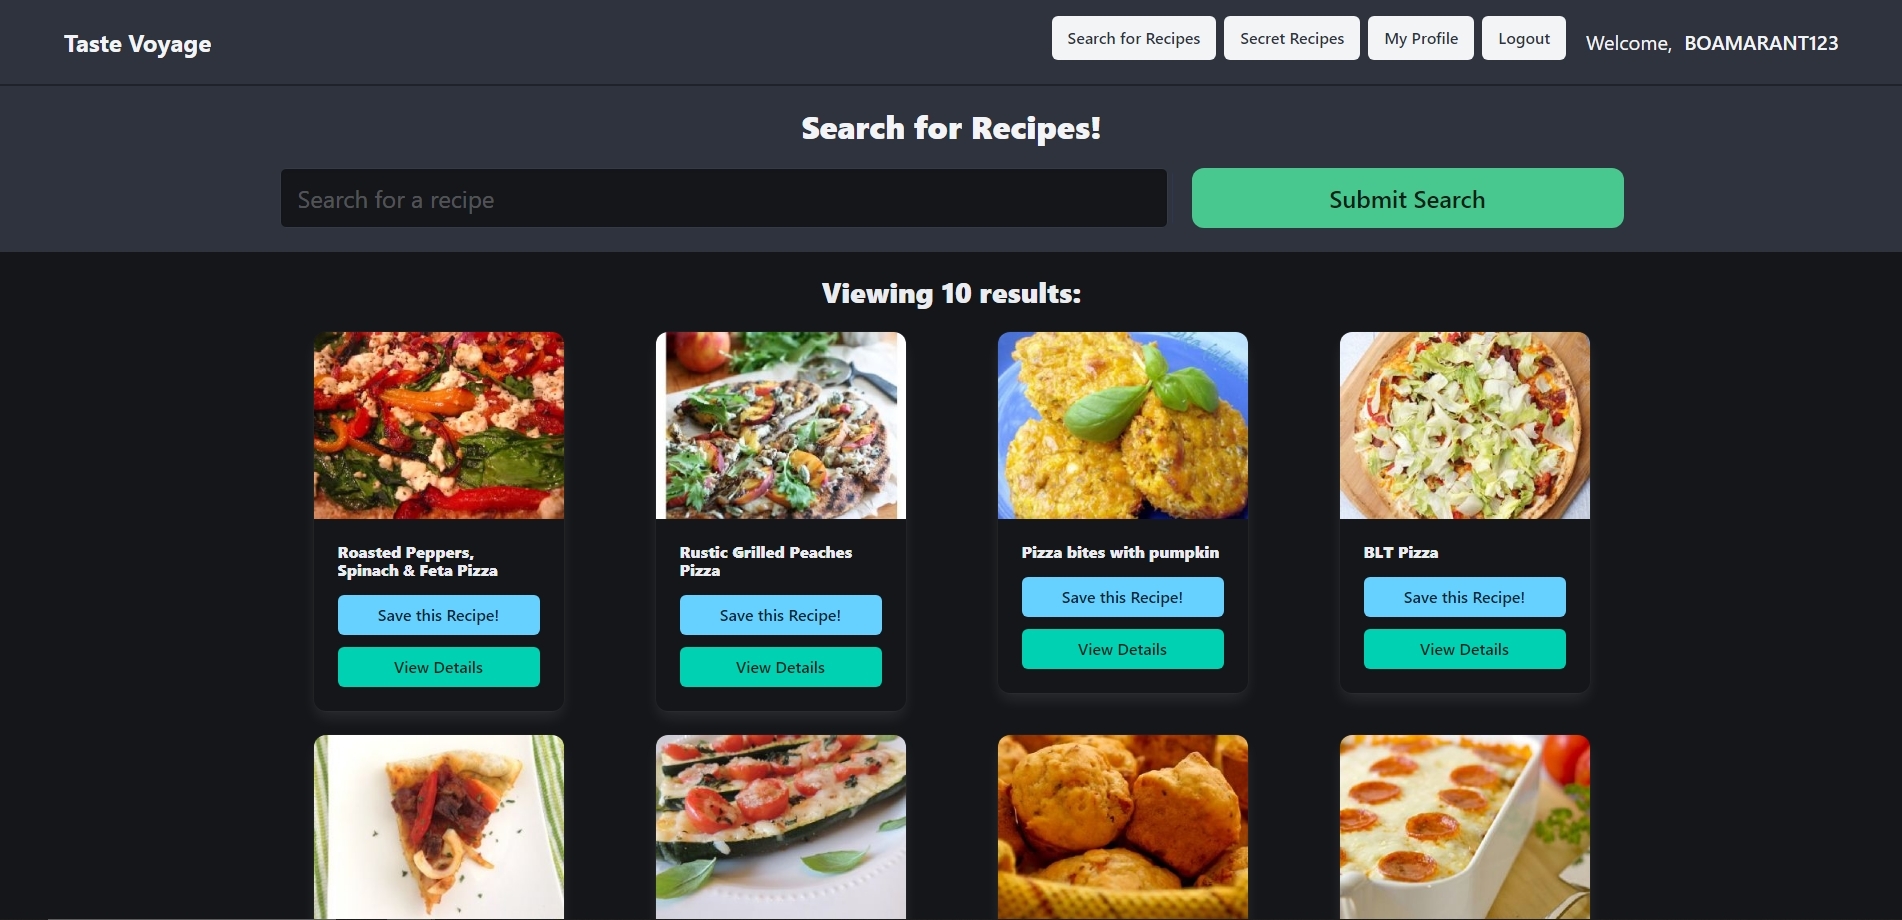 Taste Voyage
Search for Recipes
Secret Recipes
My Profile
Logout
Welcome, BOAMARANT123
Search for Recipes!
Search for a recipe
Submit Search
Viewing 10 results:
Roasted Peppers,
Spinach & Feta Pizza
Save this Recipe!
View Details
Rustic Grilled Peaches
Pizza
Save this Recipe!
View Details
Pizza bites with pumpkin
Save this Recipe!
View Details
BLT Pizza
Save this Recipe!
View Details